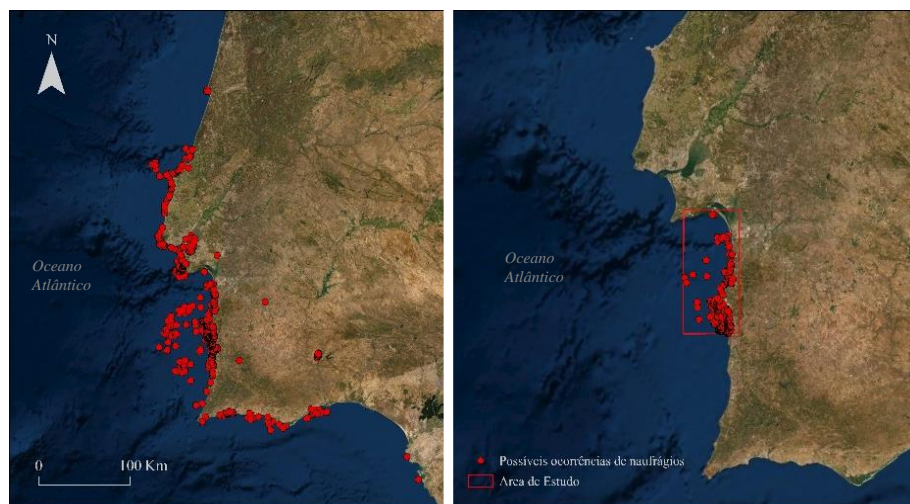 N
Oceano
Atlântico
0 100 Km
Oceano
Atlântico
Possíveis ocorrências de naufrágios
Área de Estudo